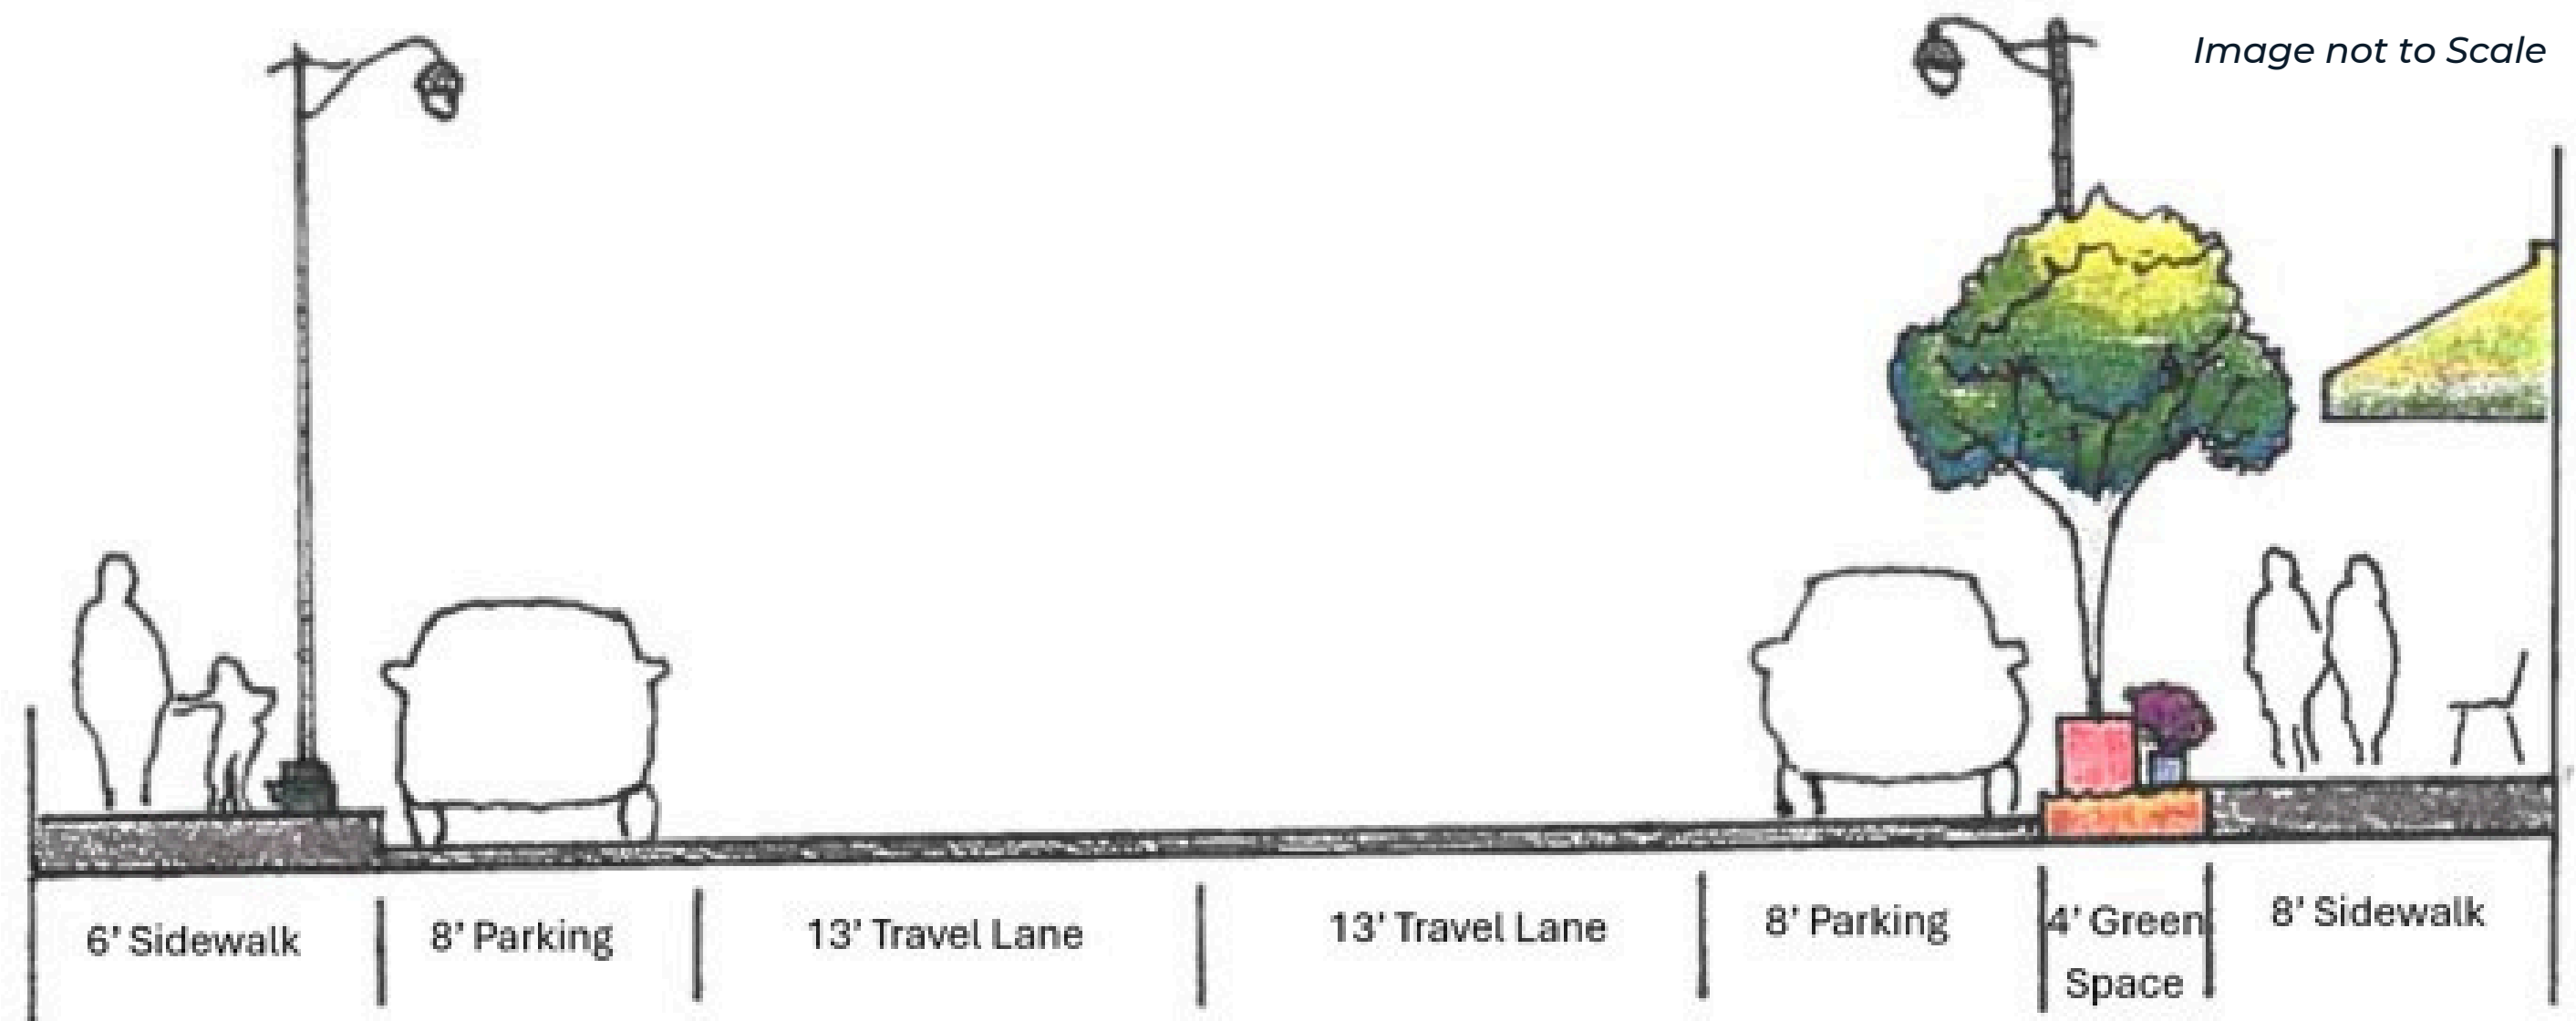 Image not to Scale
6' Sidewalk
8' Parking
13' Travel Lane
13' Travel Lane
8' Parking
4' Green
Space
8' Sidewalk